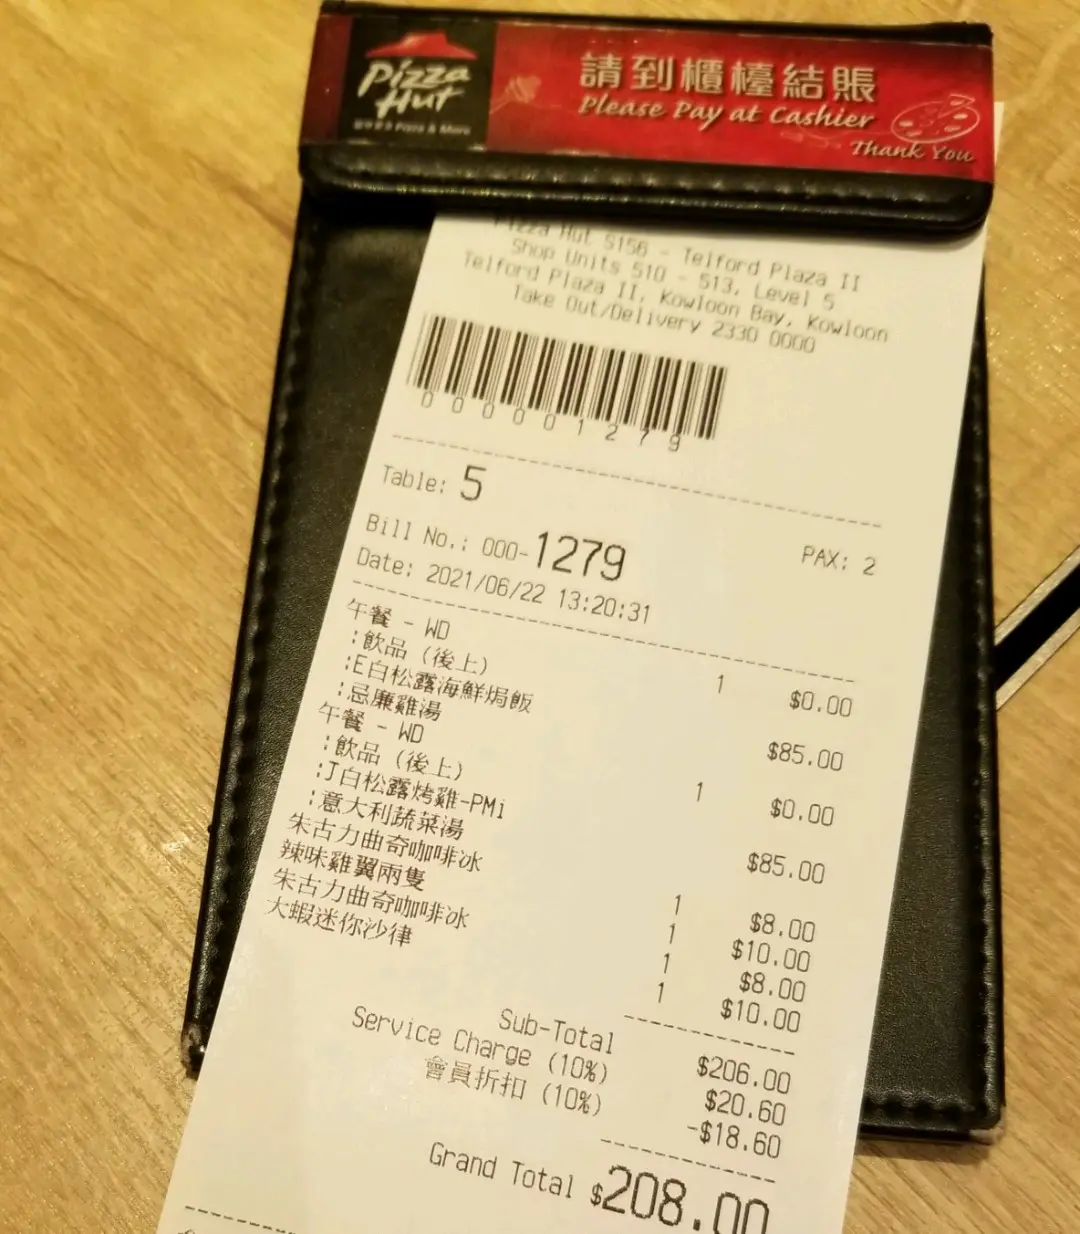 Pizza
Hut
Pizza & More
請到櫃檯結賬
Please Pay at Cashier
Thank You
Pizza Hut S156 - Telford Plaza II
Shop Units 510 - 513, Level 5
Telford Plaza II, Kowloon Bay, Kowloon
Take Out/Delivery 2330 0000
000001279
Table: 5
PAX: 2
Bill No.: 000-1279
Date: 2021/06/22 13:20:31
午餐 - WD 1 $0.00
:飲品 (後上)
:E白松露海鮮焗飯 $85.00
:忌廉雞湯
午餐 - WD 1 $0.00
:飲品 (後上)
:J白松露烤雞-PMi $85.00
:意大利蔬菜湯
朱古力曲奇咖啡冰 1 $8.00
辣味雞翼兩隻 1 $10.00
朱古力曲奇咖啡冰 1 $8.00
大蝦迷你沙律 1 $10.00
Sub-Total $206.00
Service Charge (10%) $20.60
會員折扣 (10%) -$18.60
Grand Total $208.00